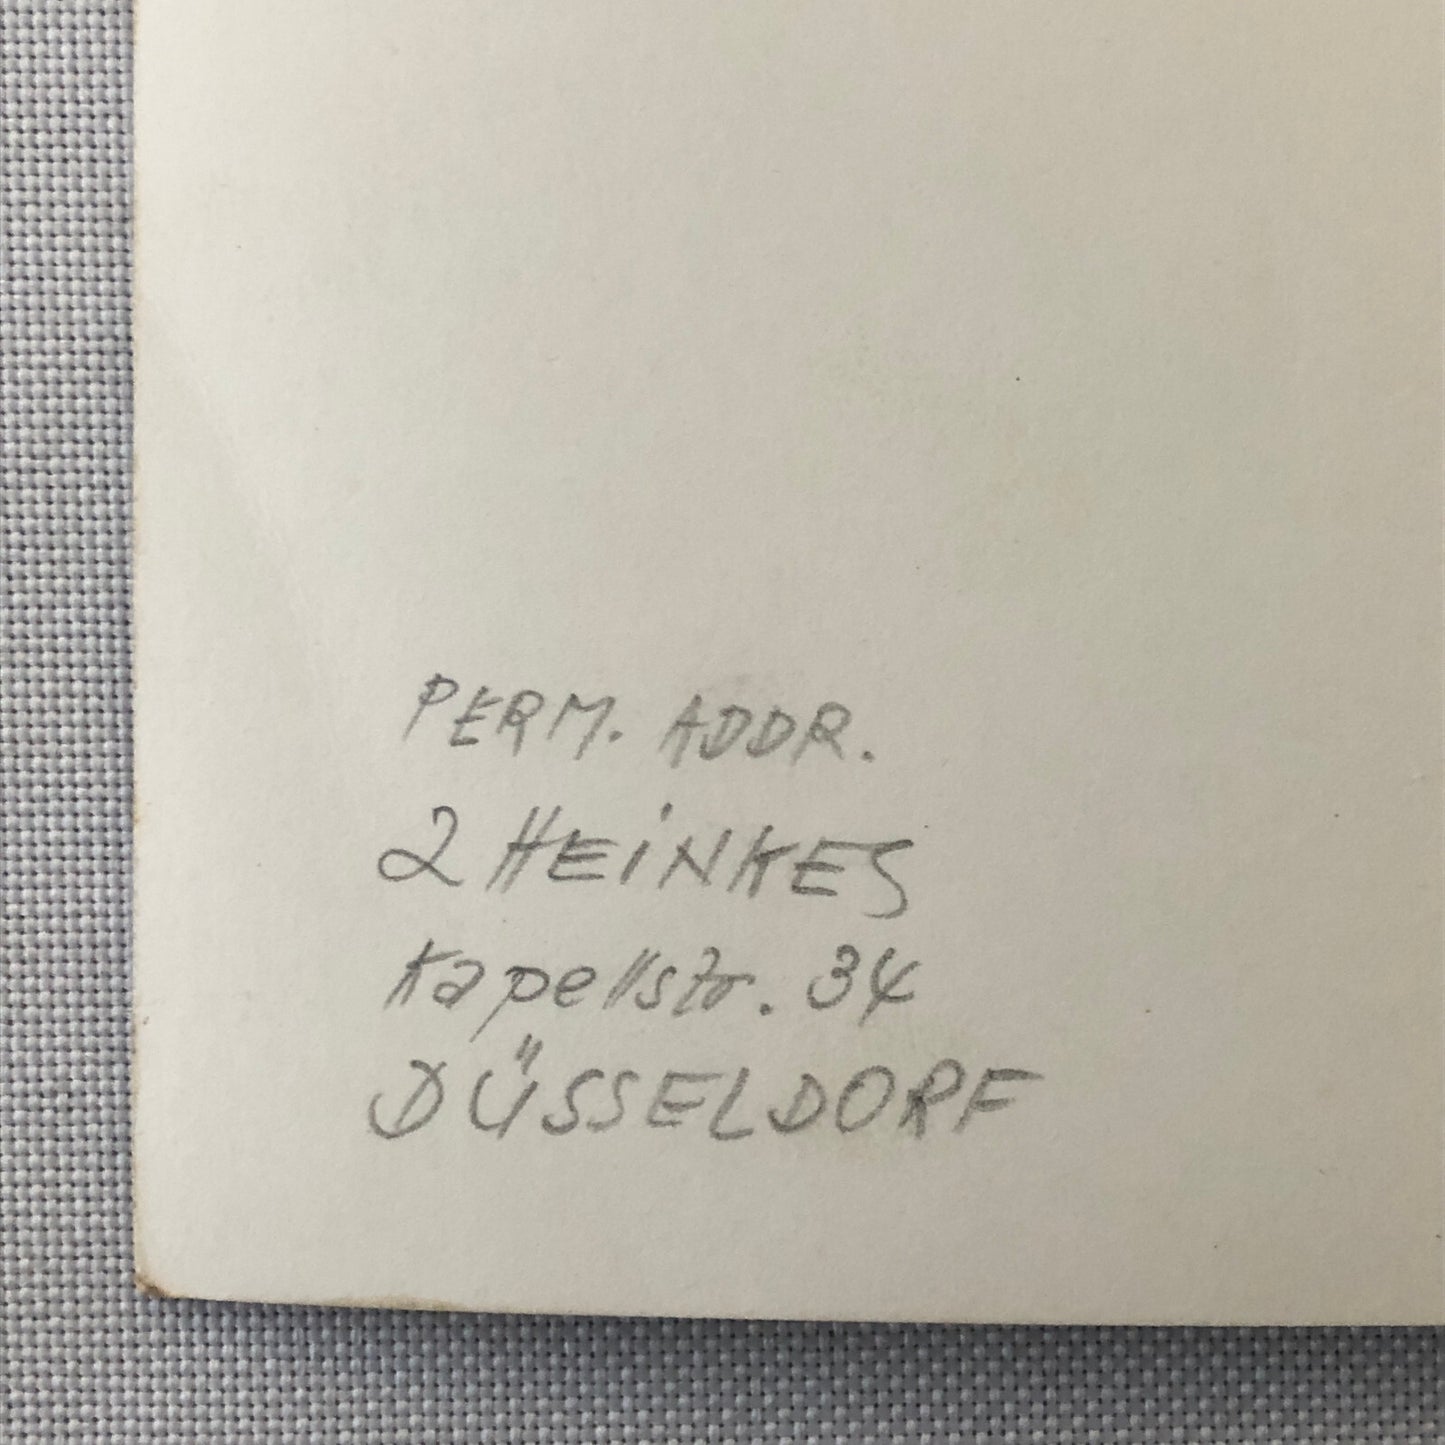 PERM. ADDR.
2 HEiNKES
Kapellstr. 34
DÜSSELDORF